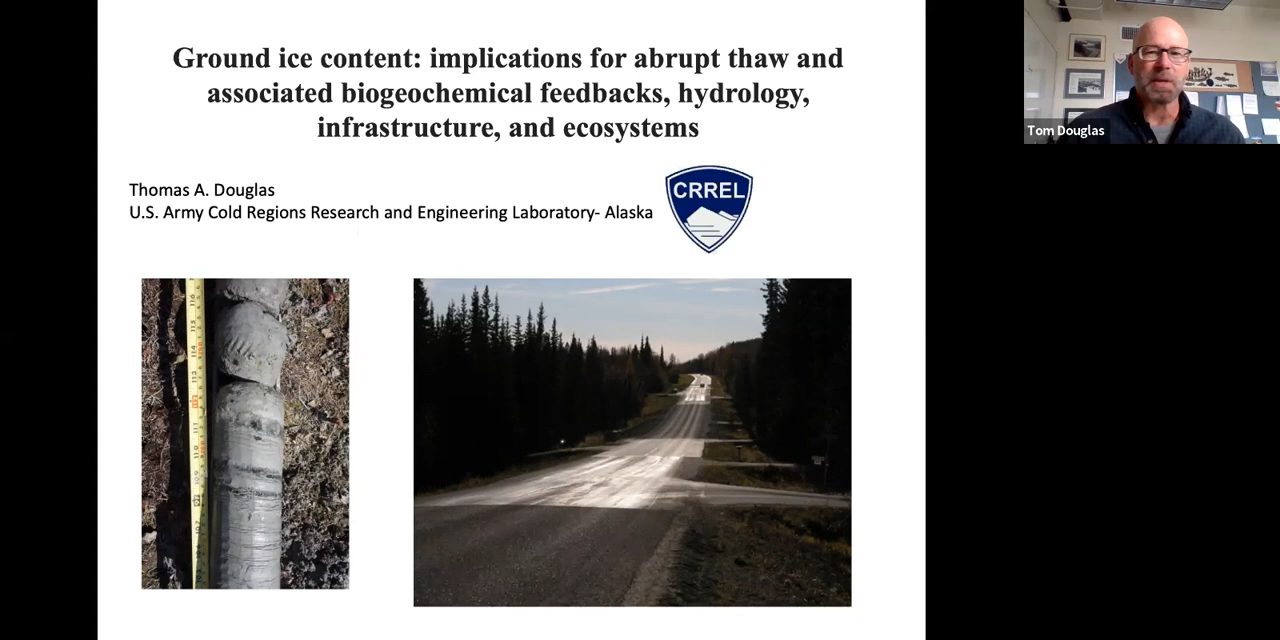 Ground ice content: implications for abrupt thaw and
associated biogeochemical feedbacks, hydrology,
infrastructure, and ecosystems
Thomas A. Douglas
U.S. Army Cold Regions Research and Engineering Laboratory- Alaska
CRREL
Tom Douglas